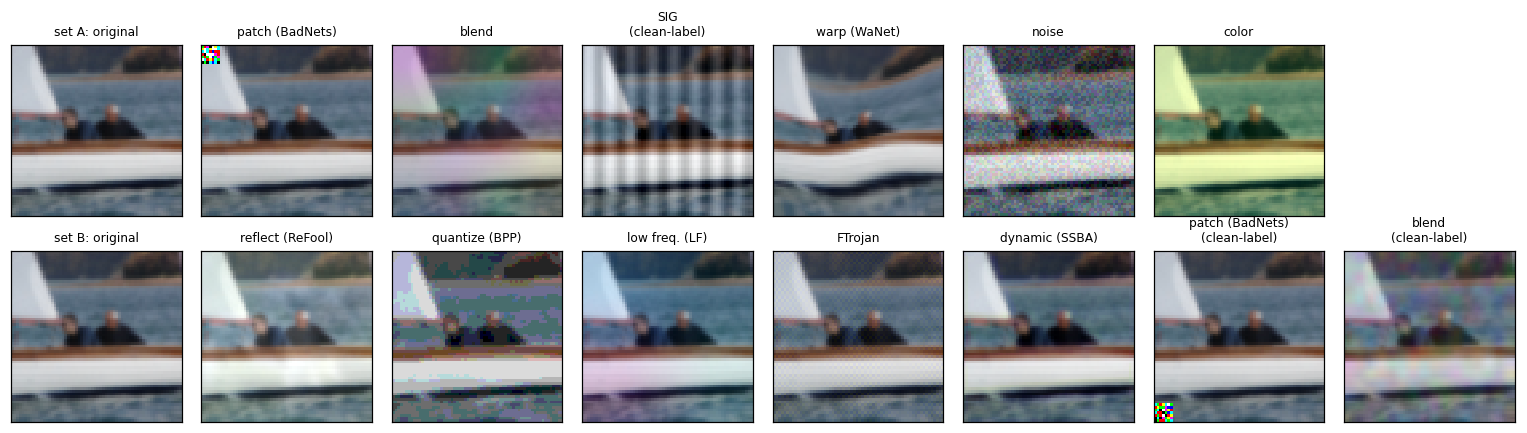 set A: original
patch (BadNets)
blend
SIG
(clean-label)
warp (WaNet)
noise
color
set B: original
reflect (ReFool)
quantize (BPP)
low freq. (LF)
FTrojan
dynamic (SSBA)
patch (BadNets)
(clean-label)
blend
(clean-label)